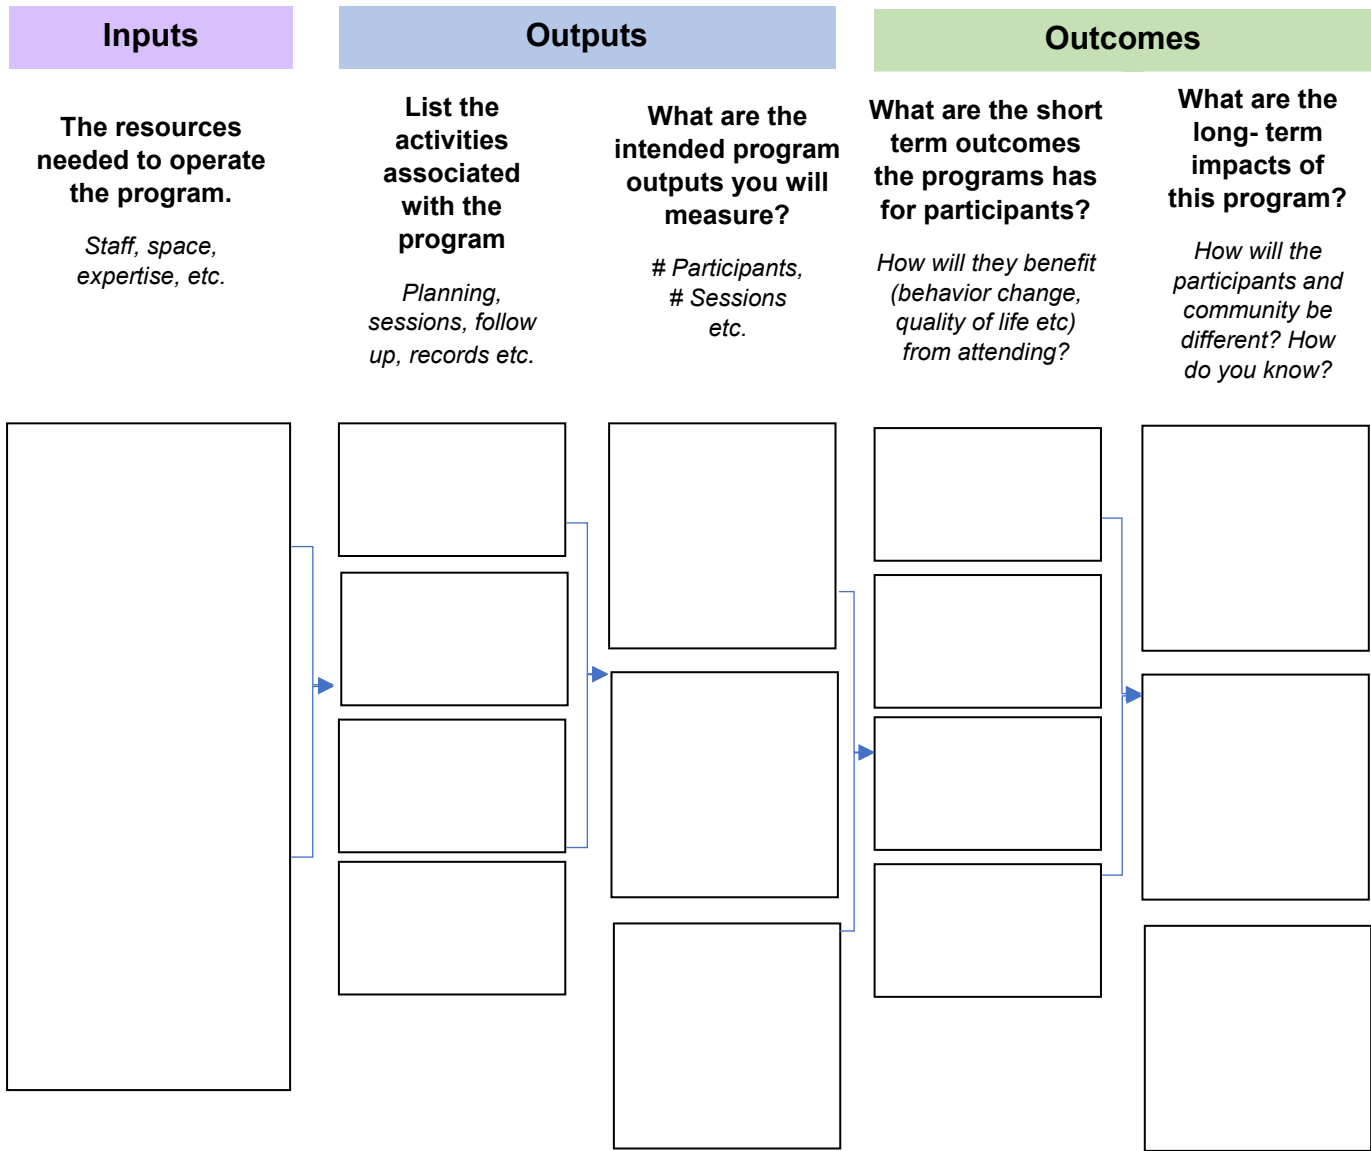 Inputs
Outputs
Outcomes
The resources
needed to operate
the program.
Staff, space,
expertise, etc.
List the
activities
associated
with the
program
Planning,
sessions, follow
up, records etc.
What are the
intended program
outputs you will
measure?
# Participants,
# Sessions
etc.
What are the short
term outcomes
the programs has
for participants?
How will they benefit
(behavior change,
quality of life etc)
from attending?
What are the
long- term
impacts of
this program?
How will the
participants and
community be
different? How
do you know?